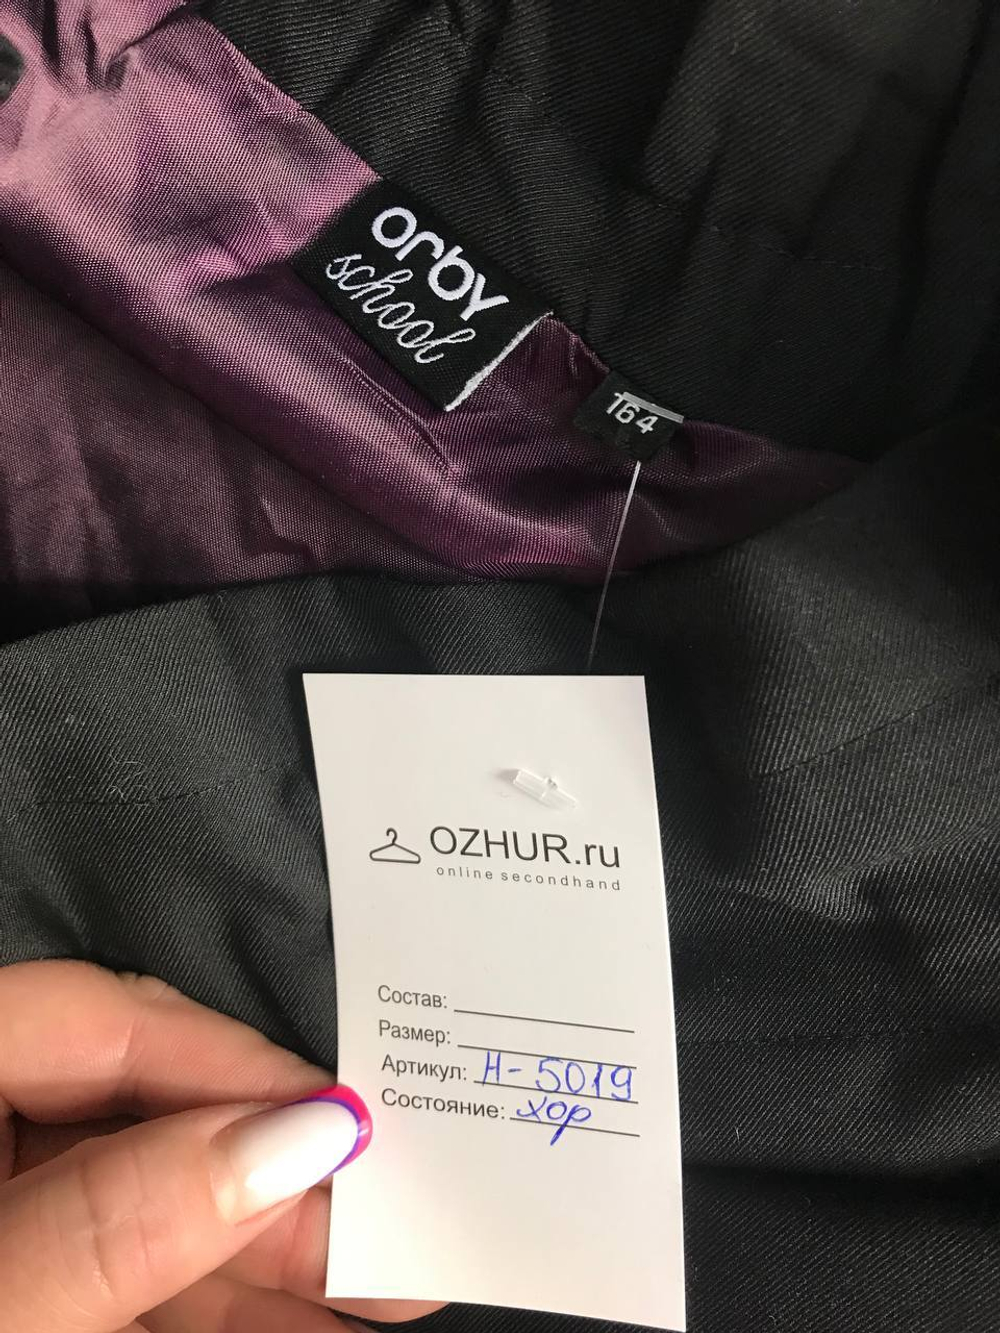 orby
school
164
OZHUR.ru
online secondhand
Состав:
Размер:
Артикул: Н-5019
Состояние: хор